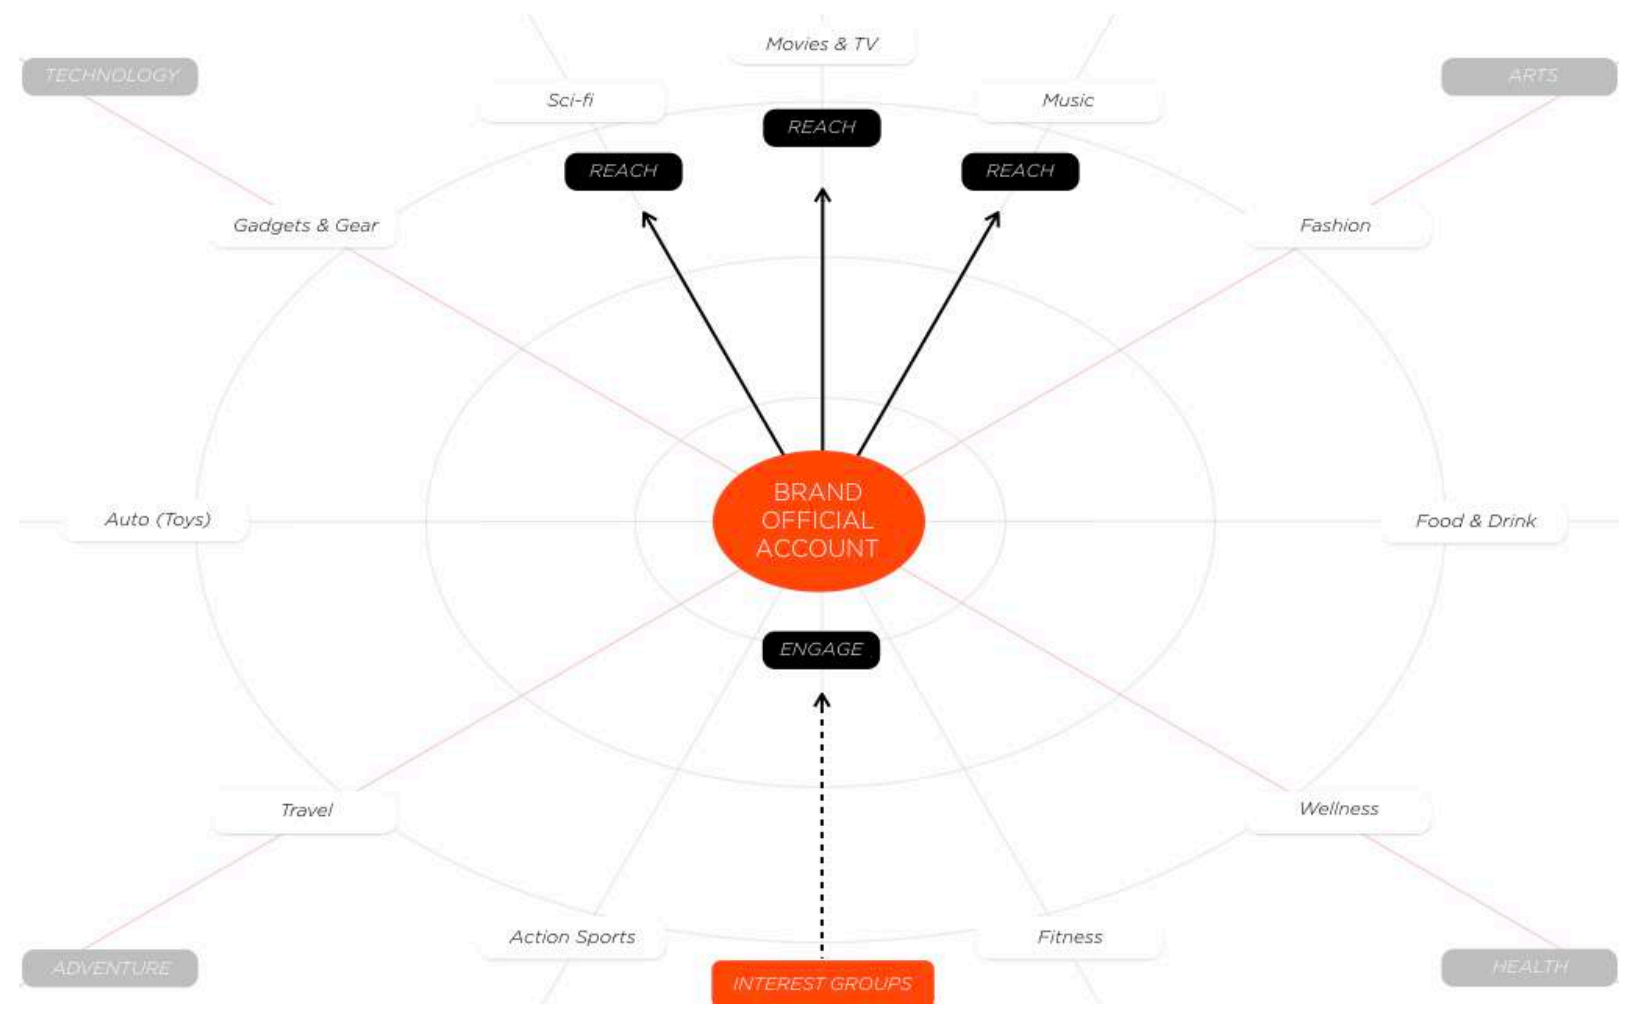 Movies & TV
TECHNOLOGY
ARTS
Sci-fi
Music
REACH
REACH
REACH
Gadgets & Gear
Fashion
BRAND
OFFICIAL
ACCOUNT
Auto (Toys)
Food & Drink
ENGAGE
Travel
Wellness
Action Sports
Fitness
ADVENTURE
HEALTH
INTEREST GROUPS